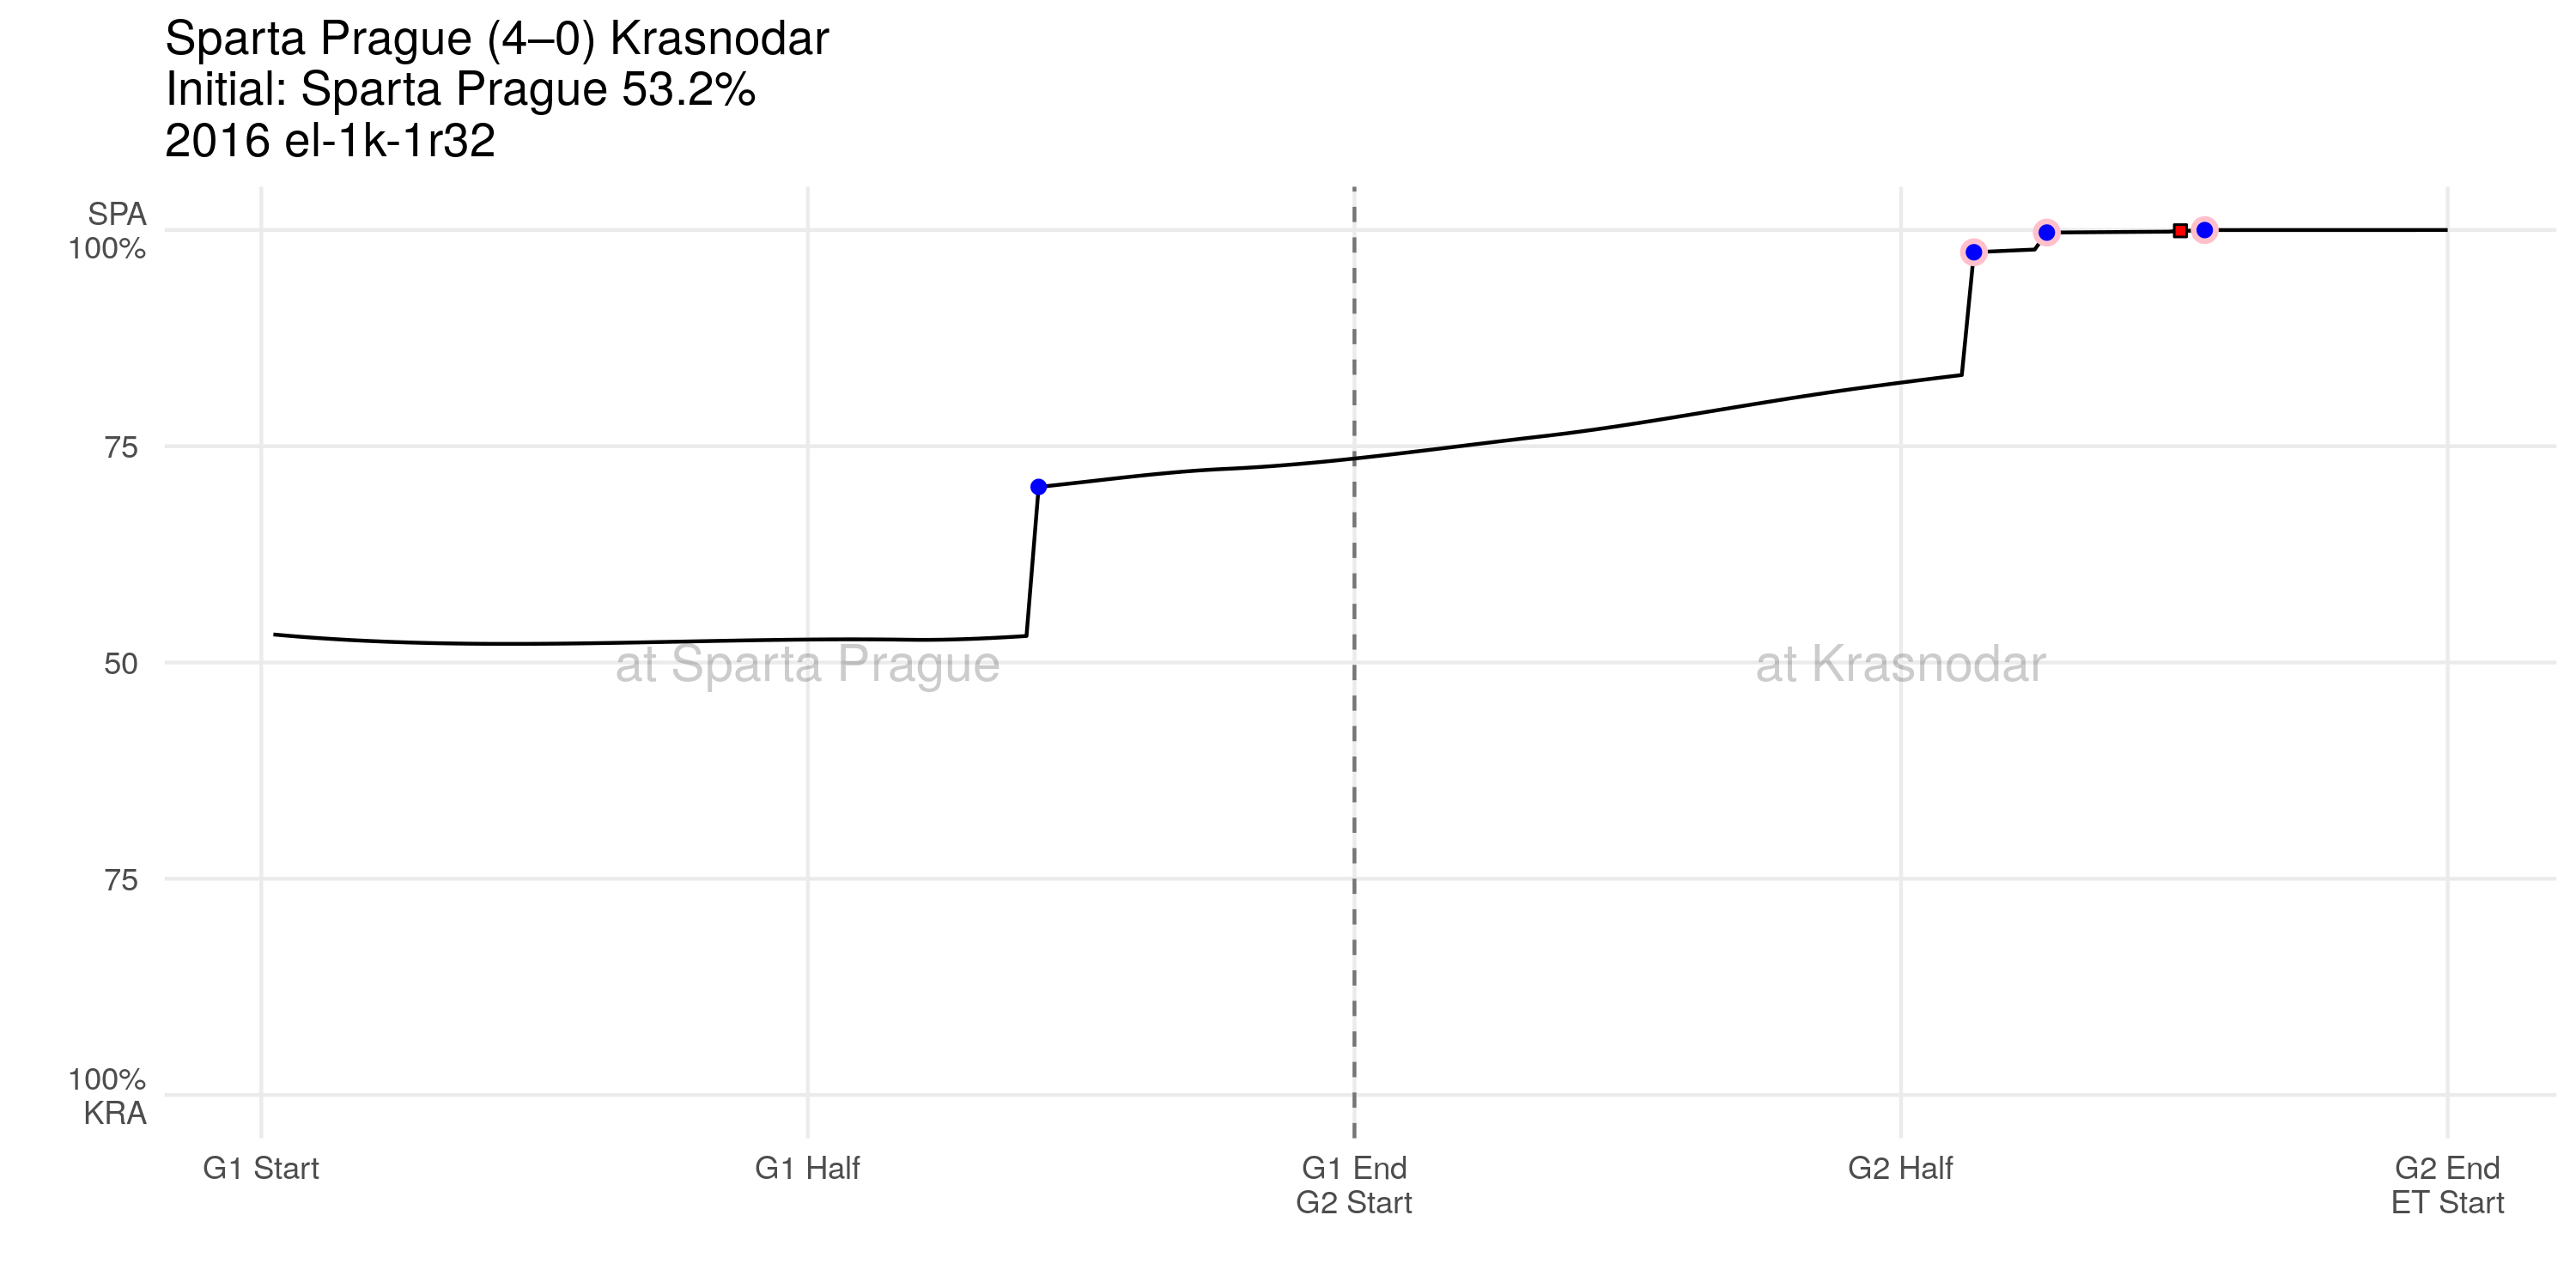 Sparta Prague (4–0) Krasnodar
Initial: Sparta Prague 53.2%
2016 el-1k-1r32
SPA
100%
75
50
75
100%
KRA
at Sparta Prague
at Krasnodar
G1 Start
G1 Half
G1 End
G2 Start
G2 Half
G2 End
ET Start